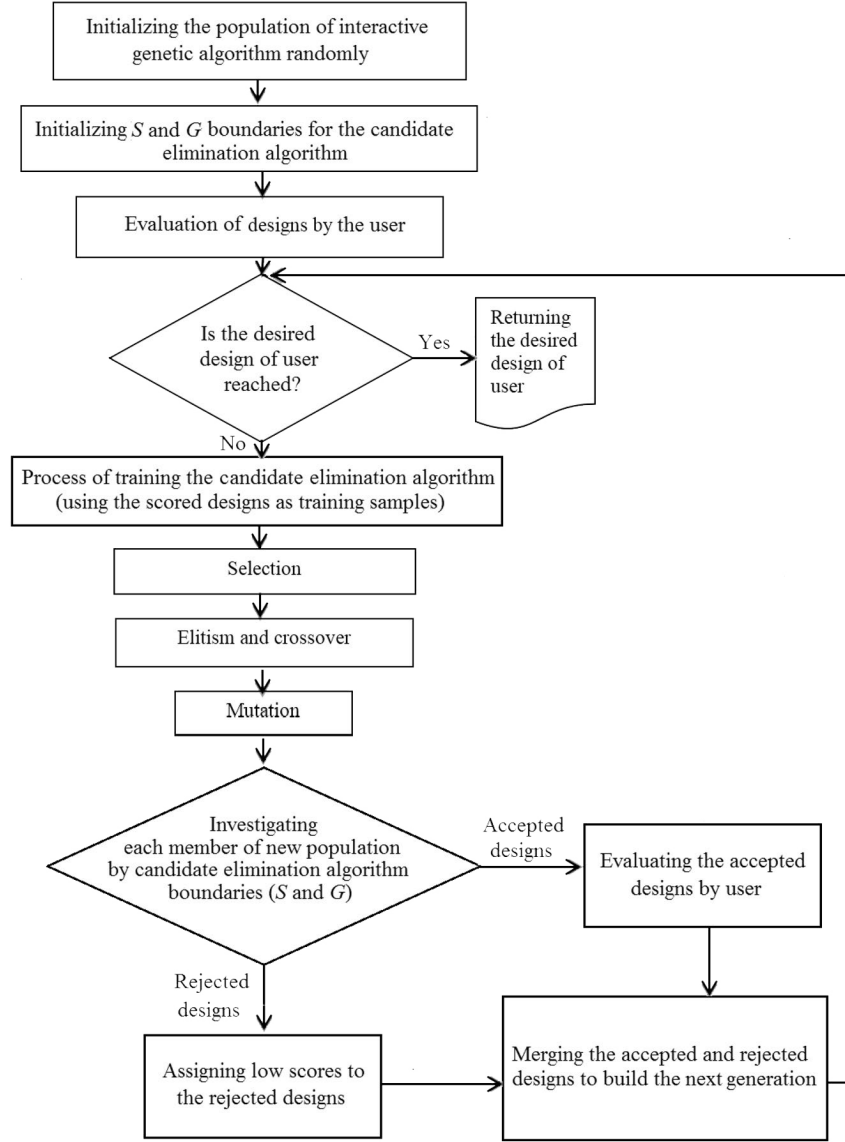 Initializing the population of interactive
genetic algorithm randomly
Initializing S and G boundaries for the candidate
elimination algorithm
Evaluation of designs by the user
Is the desired
design of user
reached?
Yes
Returning
the desired
design of
user
No
Process of training the candidate elimination algorithm
(using the scored designs as training samples)
Selection
Elitism and crossover
Mutation
Investigating
each member of new population
by candidate elimination algorithm
boundaries (S and G)
Accepted
designs
Evaluating the accepted
designs by user
Rejected
designs
Assigning low scores to
the rejected designs
Merging the accepted and rejected
designs to build the next generation